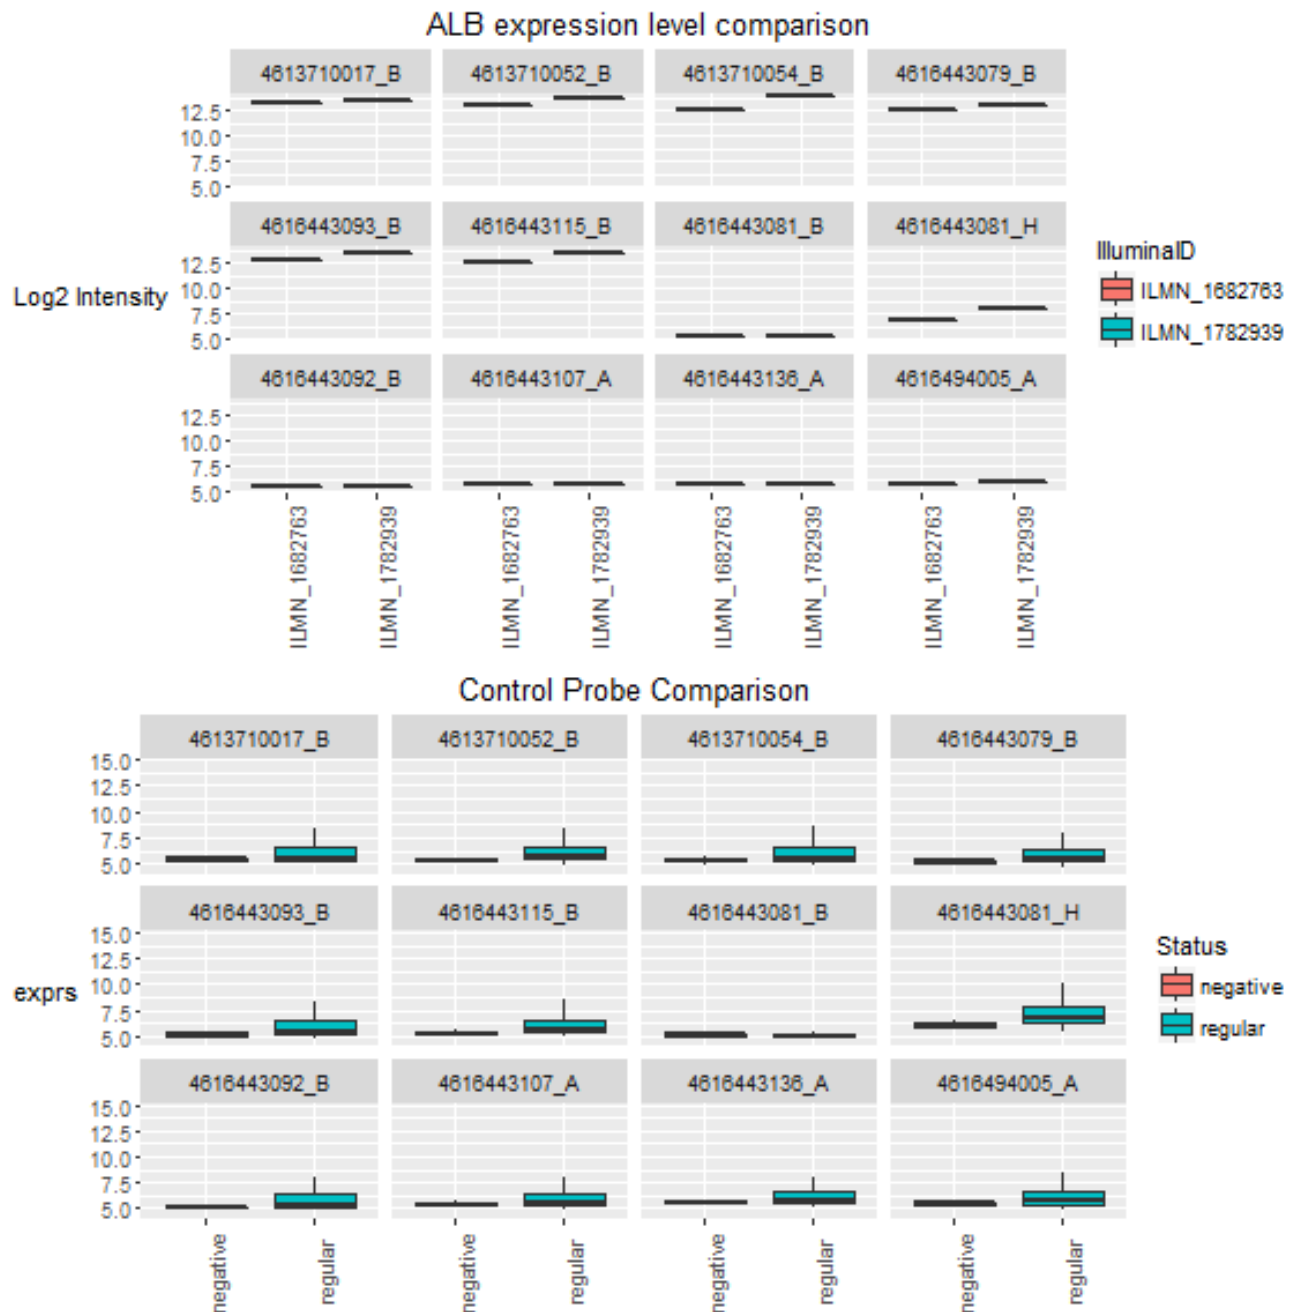 ALB expression level comparison
4613710017_B 4613710052_B 4613710054_B 4616443079_B
12.5
10.0
7.5
5.0
4616443093_B 4616443115_B 4616443081_B 4616443081_H
12.5
10.0
7.5
5.0
Log2 Intensity
IlluminaID
ILMN_1682763
ILMN_1782939
4616443092_B 4616443107_A 4616443136_A 4616494005_A
12.5
10.0
7.5
5.0
ILMN_1682763 ILMN_1782939 ILMN_1682763 ILMN_1782939 ILMN_1682763 ILMN_1782939 ILMN_1682763 ILMN_1782939
Control Probe Comparison
4613710017_B 4613710052_B 4613710054_B 4616443079_B
15.0
12.5
10.0
7.5
5.0
4616443093_B 4616443115_B 4616443081_B 4616443081_H
15.0
12.5
10.0
7.5
5.0
exprs
Status
negative
regular
4616443092_B 4616443107_A 4616443136_A 4616494005_A
15.0
12.5
10.0
7.5
5.0
negative regular negative regular negative regular negative regular